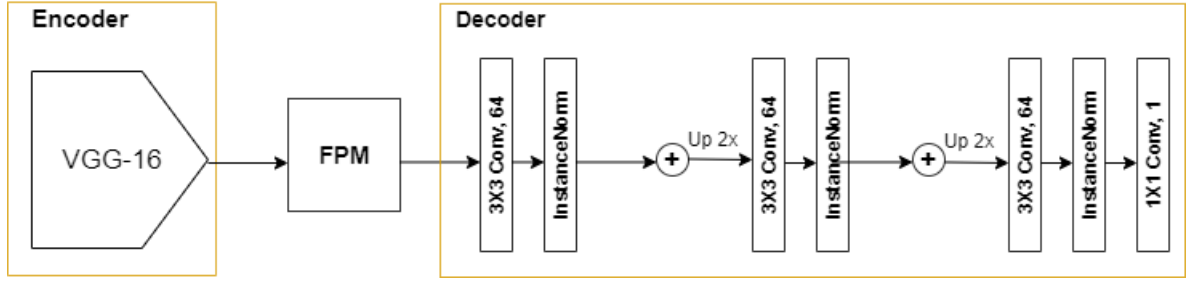 Encoder
Decoder
VGG-16
FPM
3X3 Conv, 64
InstanceNorm
+
Up 2x
3X3 Conv, 64
InstanceNorm
+
Up 2x
3X3 Conv, 64
InstanceNorm
1X1 Conv, 1